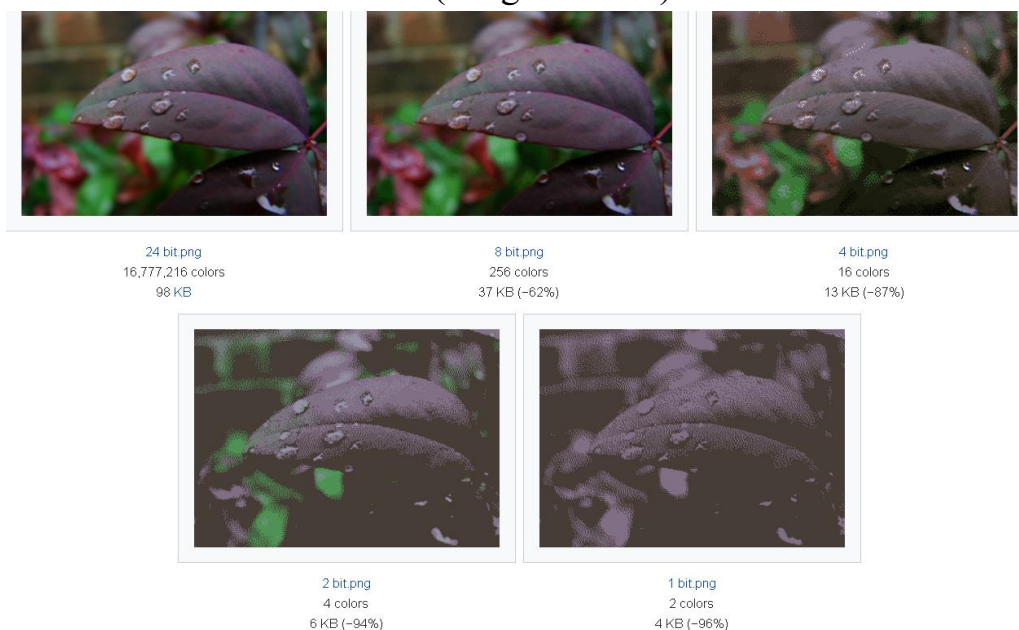 24 bit.png
16,777,216 colors
98 KB
8 bit.png
256 colors
37 KB (−62%)
4 bit.png
16 colors
13 KB (−87%)
2 bit.png
4 colors
6 KB (−94%)
1 bit.png
2 colors
4 KB (−96%)